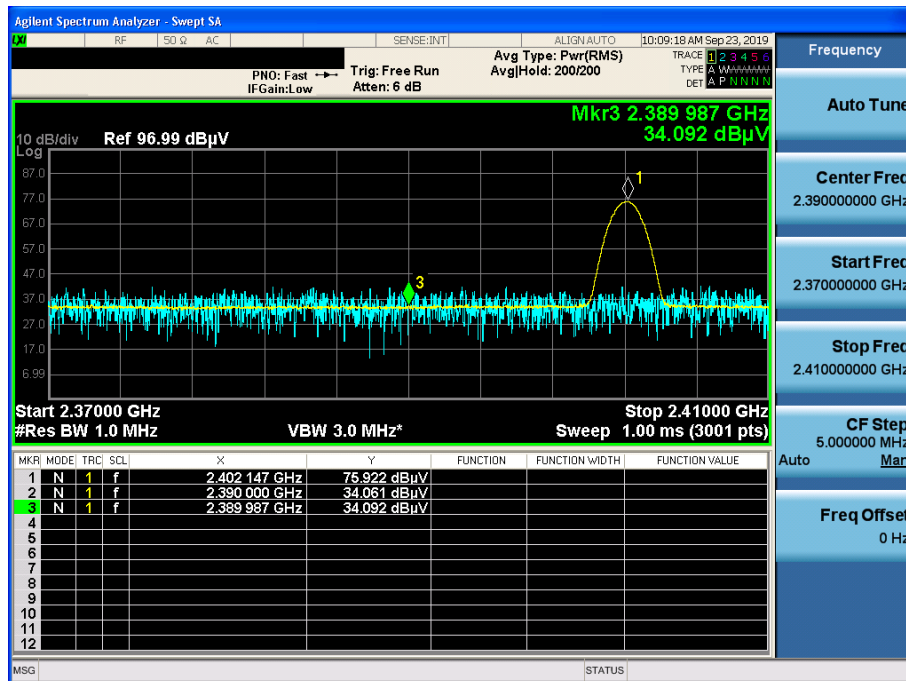 Agilent Spectrum Analyzer - Swept SA
LXI RF 50 Ω AC SENSE:INT ALIGN AUTO 10:09:18 AM Sep 23, 2019
PNO: Fast Trig: Free Run Avg Type: Pwr(RMS) TRACE 1 2 3 4 5 6
IFGain:Low Atten: 6 dB Avg|Hold: 200/200 TYPE A WWWWWW
DET A P N N N N
Mkr3 2.389 987 GHz
34.092 dBµV
10 dB/div Ref 96.99 dBµV
Log
87.0
77.0
67.0
57.0
47.0
37.0
27.0
17.0
6.99
1
3
Start 2.37000 GHz Stop 2.41000 GHz
#Res BW 1.0 MHz VBW 3.0 MHz* Sweep 1.00 ms (3001 pts)
MKR MODE TRC SCL X Y FUNCTION FUNCTION WIDTH FUNCTION VALUE
1 N 1 f 2.402 147 GHz 75.922 dBµV
2 N 1 f 2.390 000 GHz 34.061 dBµV
3 N 1 f 2.389 987 GHz 34.092 dBµV
4
5
6
7
8
9
10
11
12
MSG STATUS
Frequency
Auto Tune
Center Freq
2.390000000 GHz
Start Freq
2.370000000 GHz
Stop Freq
2.410000000 GHz
CF Step
5.000000 MHz
Auto Man
Freq Offset
0 Hz